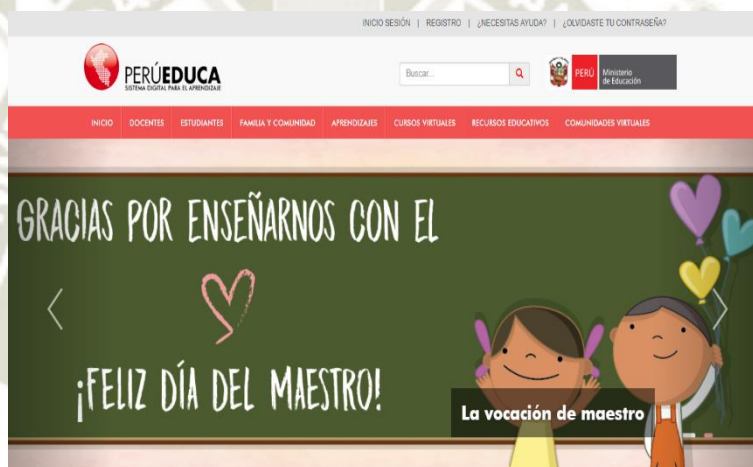 INICIO SESIÓN | REGISTRO | ¿NECESITAS AYUDA? | ¿OLVIDASTE TU CONTRASEÑA?
PERÚEDUCA
SISTEMA DIGITAL PARA EL APRENDIZAJE
Buscar...
PERÚ
Ministerio
de Educación
INICIO DOCENTES ESTUDIANTES FAMILIA Y COMUNIDAD APRENDIZAJES CURSOS VIRTUALES RECURSOS EDUCATIVOS COMUNIDADES VIRTUALES
GRACIAS POR ENSEÑARNOS CON EL
¡FELIZ DÍA DEL MAESTRO!
La vocación de maestro